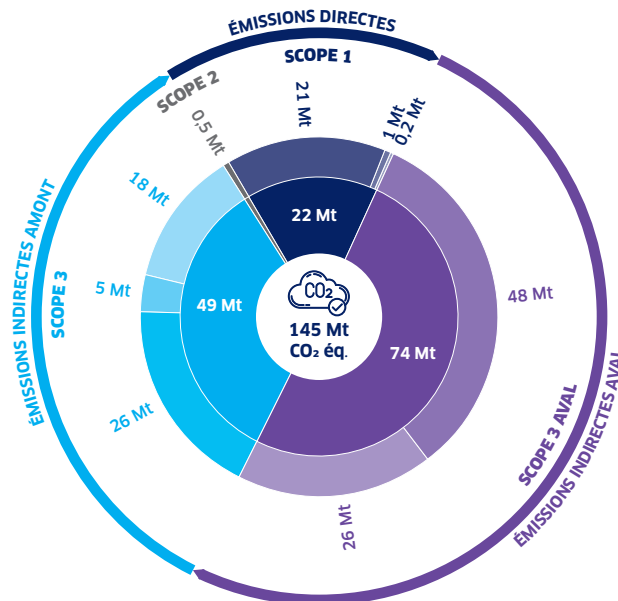 ÉMISSIONS DIRECTES
SCOPE 1
SCOPE 2
21 Mt
1 Mt
0,2 Mt
0,5 Mt
18 Mt
5 Mt
26 Mt
22 Mt
49 Mt
74 Mt
CO₂
145 Mt
CO₂ éq.
48 Mt
26 Mt
ÉMISSIONS INDIRECTES AMONT
SCOPE 3
SCOPE 3 AVAL
ÉMISSIONS INDIRECTES AVAL